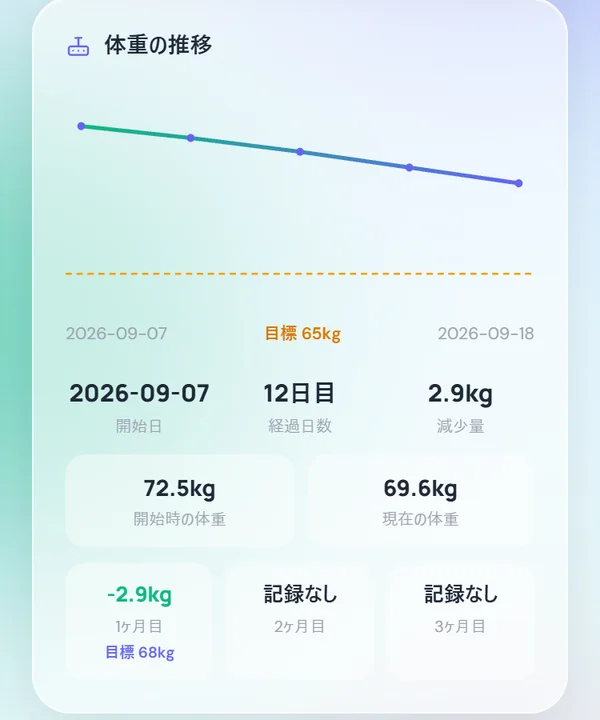 体重の推移
2026-09-07 目標 65kg 2026-09-18
2026-09-07 12日目 2.9kg
開始日 経過日数 減少量
72.5kg 69.6kg
開始時の体重 現在の体重
-2.9kg 記録なし 記録なし
1ヶ月目 2ヶ月目 3ヶ月目
目標 68kg